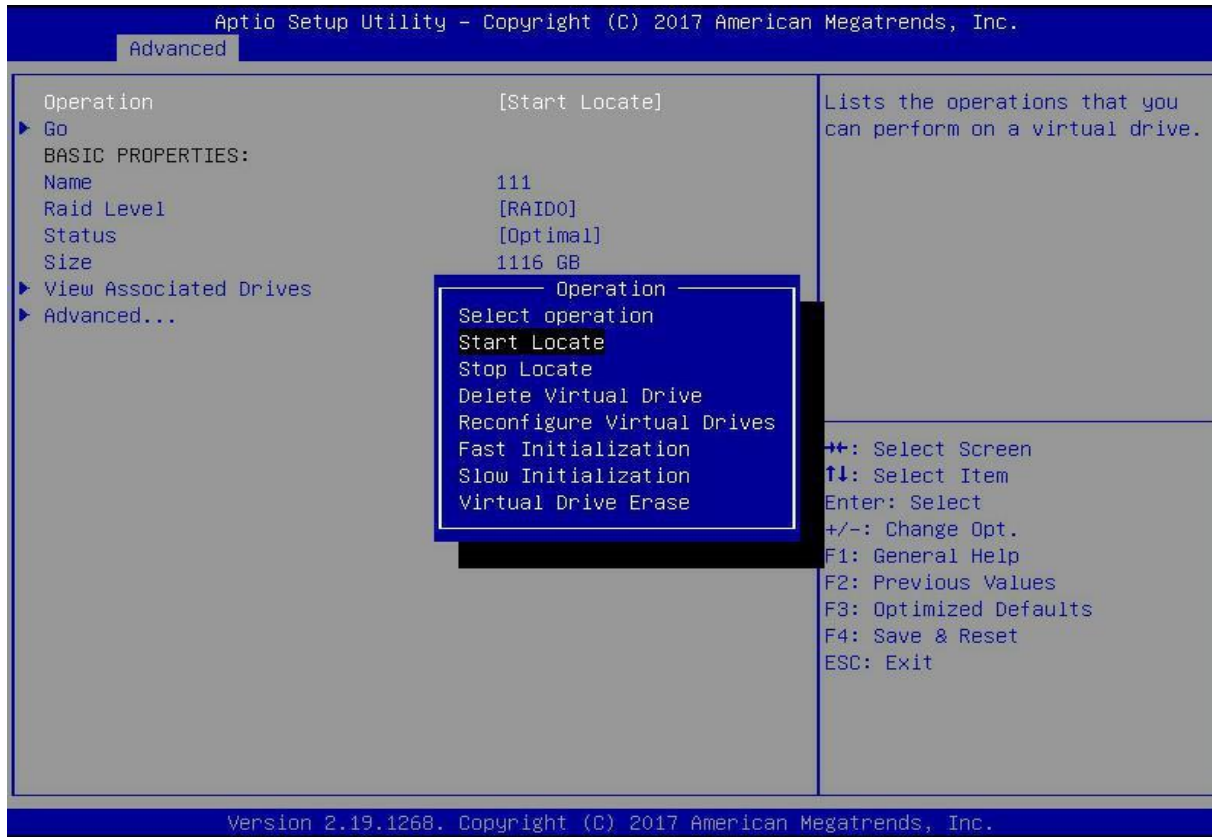 Aptio Setup Utility – Copyright (C) 2017 American Megatrends, Inc.
Advanced
Operation [Start Locate]
▶ Go
BASIC PROPERTIES:
Name 111
Raid Level [RAID0]
Status [Optimal]
Size 1116 GB
▶ View Associated Drives
▶ Advanced...
Operation
Select operation
Start Locate
Stop Locate
Delete Virtual Drive
Reconfigure Virtual Drives
Fast Initialization
Slow Initialization
Virtual Drive Erase
Lists the operations that you
can perform on a virtual drive.
→←: Select Screen
↑↓: Select Item
Enter: Select
+/-: Change Opt.
F1: General Help
F2: Previous Values
F3: Optimized Defaults
F4: Save & Reset
ESC: Exit
Version 2.19.1268. Copyright (C) 2017 American Megatrends, Inc.